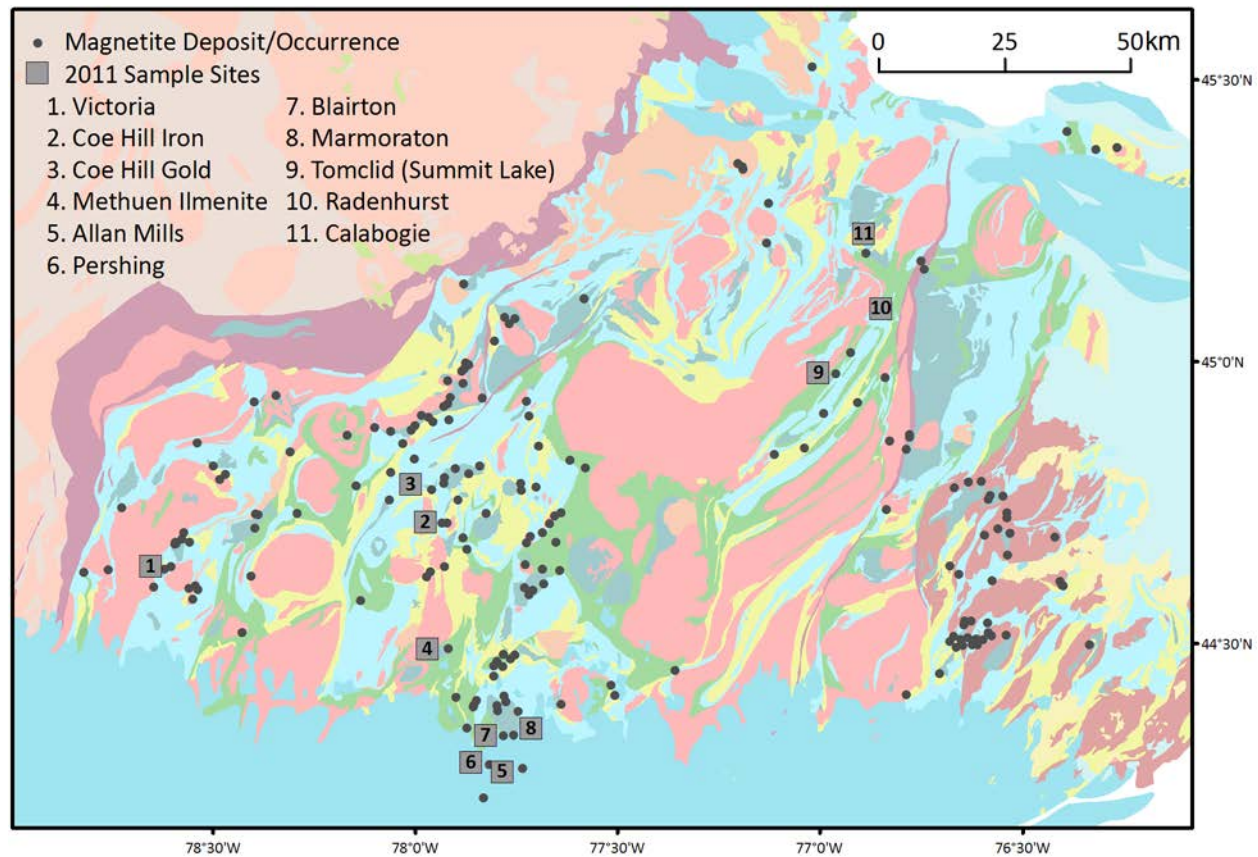 Magnetite Deposit/Occurrence
2011 Sample Sites
1. Victoria
2. Coe Hill Iron
3. Coe Hill Gold
4. Methuen Ilmenite
5. Allan Mills
6. Pershing
7. Blairton
8. Marmoraton
9. Tomclid (Summit Lake)
10. Radenhurst
11. Calabogie
0 25 50km
45°30'N
11
10
45°0'N
9
3
2
1
44°30'N
4
8
7
6
5
78°30'W 78°0'W 77°30'W 77°0'W 76°30'W